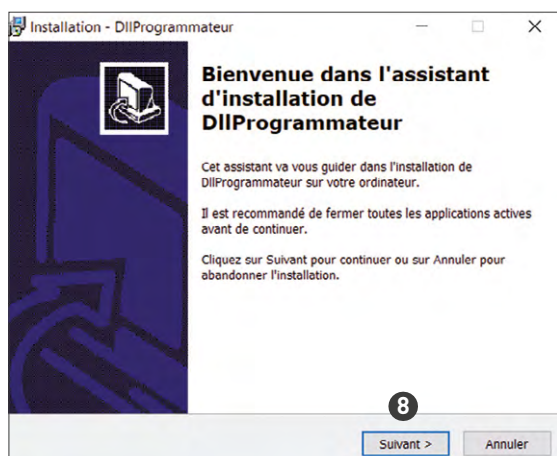 Installation - DllProgrammateur
Bienvenue dans l'assistant
d'installation de
DllProgrammateur
Cet assistant va vous guider dans l'installation de
DllProgrammateur sur votre ordinateur.
Il est recommandé de fermer toutes les applications actives
avant de continuer.
Cliquez sur Suivant pour continuer ou sur Annuler pour
abandonner l'installation.
8
Suivant > Annuler